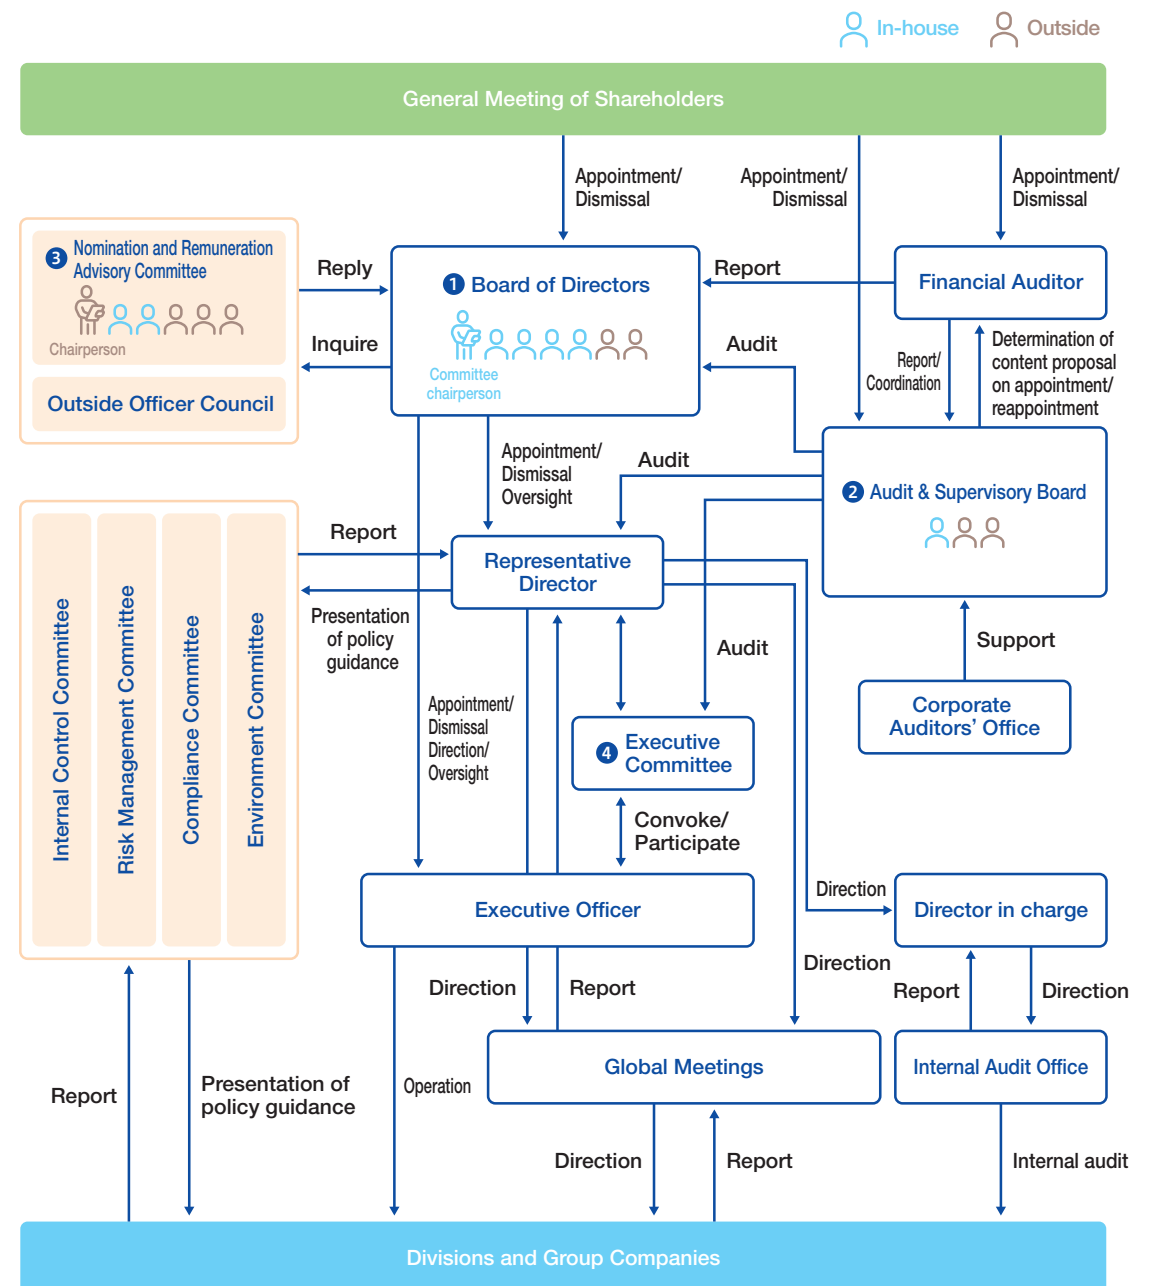 In-house
Outside
General Meeting of Shareholders
Appointment/
Dismissal
Appointment/
Dismissal
Appointment/
Dismissal
3 Nomination and Remuneration
Advisory Committee
Chairperson
Outside Officer Council
Reply
Inquire
1 Board of Directors
Committee
chairperson
Report
Financial Auditor
Audit
Report/
Coordination
Determination of
content proposal
on appointment/
reappointment
Appointment/
Dismissal
Oversight
Audit
2 Audit & Supervisory Board
Report
Representative
Director
Presentation
of policy
guidance
Internal Control Committee
Risk Management Committee
Compliance Committee
Environment Committee
Audit
Support
Corporate
Auditors’ Office
Appointment/
Dismissal
Direction/
Oversight
4 Executive
Committee
Convoke/
Participate
Executive Officer
Direction
Director in charge
Direction
Direction
Report
Report
Direction
Global Meetings
Internal Audit Office
Report
Presentation of
policy guidance
Operation
Direction
Report
Internal audit
Divisions and Group Companies